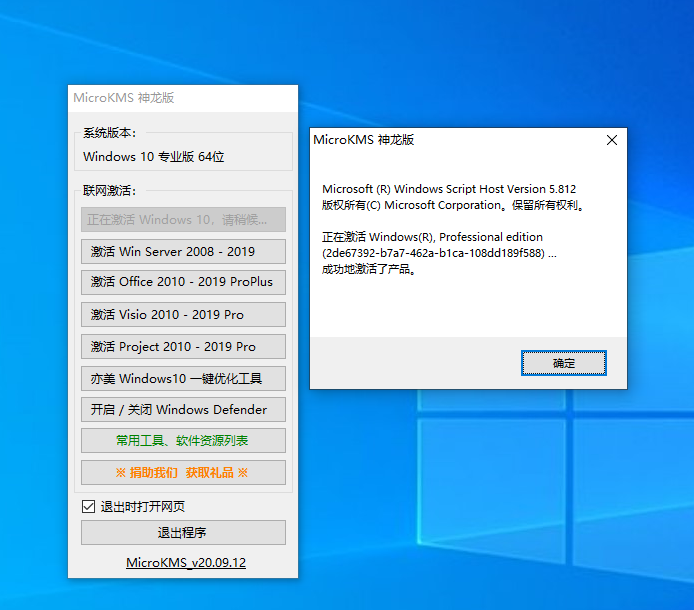 MicroKMS 神龙版
系统版本：
Windows 10 专业版 64位
联网激活：
正在激活 Windows 10，请稍候...
激活 Win Server 2008 - 2019
激活 Office 2010 - 2019 ProPlus
激活 Visio 2010 - 2019 Pro
激活 Project 2010 - 2019 Pro
亦美 Windows10 一键优化工具
开启 / 关闭 Windows Defender
常用工具、软件资源列表
※ 捐助我们 获取礼品 ※
退出时打开网页
退出程序
MicroKMS_v20.09.12
MicroKMS 神龙版
Microsoft (R) Windows Script Host Version 5.812
版权所有(C) Microsoft Corporation。保留所有权利。
正在激活 Windows(R), Professional edition
(2de67392-b7a7-462a-b1ca-108dd189f588) ...
成功地激活了产品。
确定